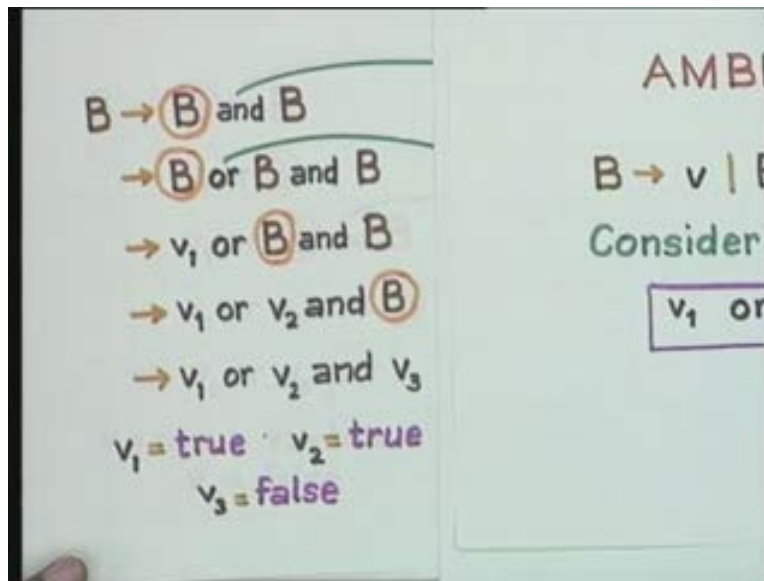 B → B and B
→ B or B and B
→ v₁ or B and B
→ v₁ or v₂ and B
→ v₁ or v₂ and v₃
v₁ = true v₂ = true
v₃ = false
B → v |
Consider
v₁ or